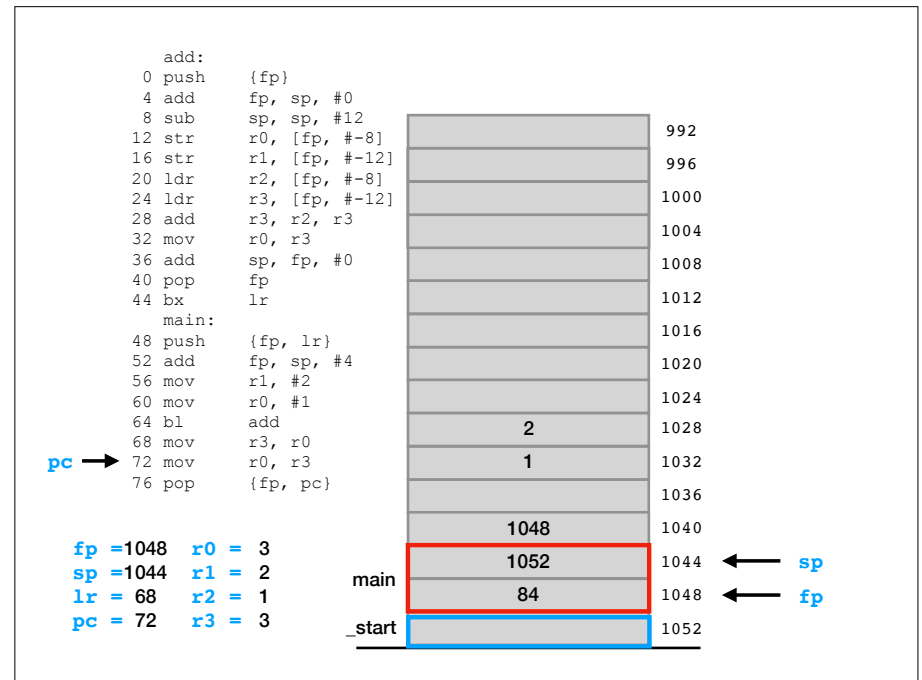 add:
0 push {fp}
4 add fp, sp, #0
8 sub sp, sp, #12
12 str r0, [fp, #-8]
16 str r1, [fp, #-12]
20 ldr r2, [fp, #-8]
24 ldr r3, [fp, #-12]
28 add r3, r2, r3
32 mov r0, r3
36 add sp, fp, #0
40 pop fp
44 bx lr
main:
48 push {fp, lr}
52 add fp, sp, #4
56 mov r1, #2
60 mov r0, #1
64 bl add
68 mov r3, r0
pc 72 mov r0, r3
76 pop {fp, pc}
fp =1048 r0 = 3
sp =1044 r1 = 2
lr = 68 r2 = 1
pc = 72 r3 = 3
992
996
1000
1004
1008
1012
1016
1020
1024
2 1028
1 1032
1036
1048 1040
1052 1044 sp
main
84 1048 fp
_start 1052